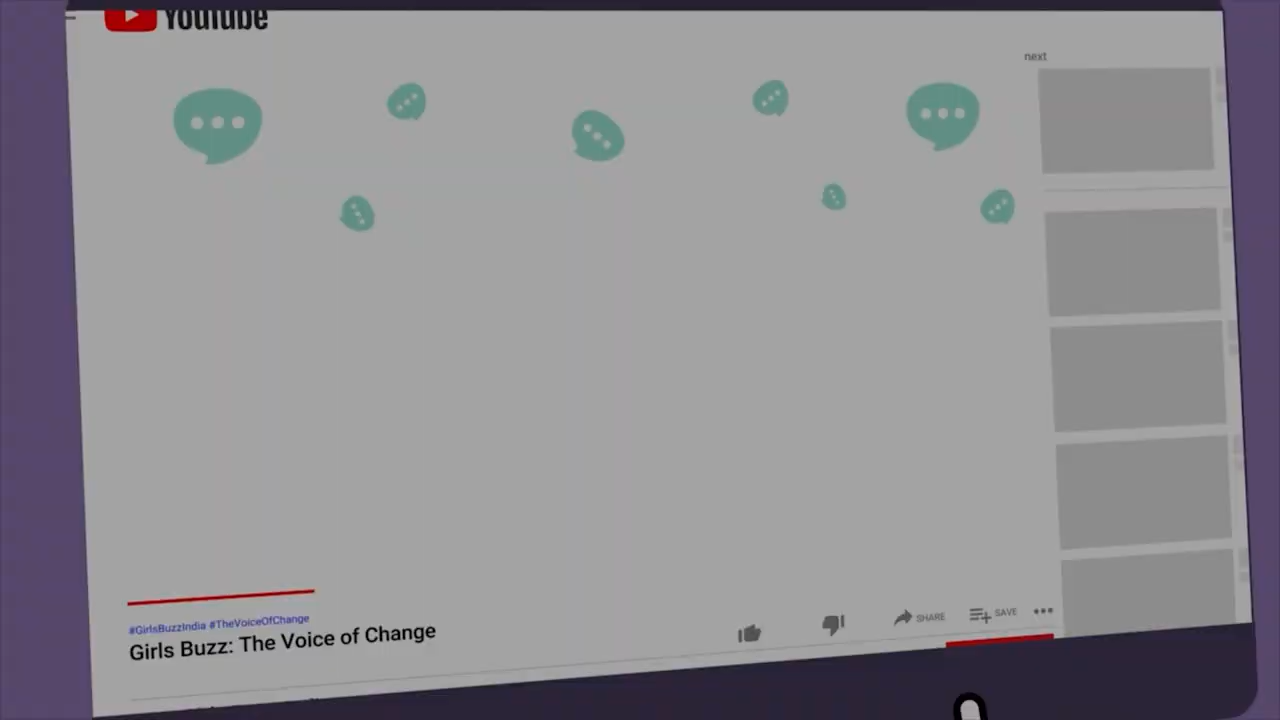 YouTube
next
#GirlsBuzzIndia #TheVoiceOfChange
Girls Buzz: The Voice of Change
SHARE
SAVE